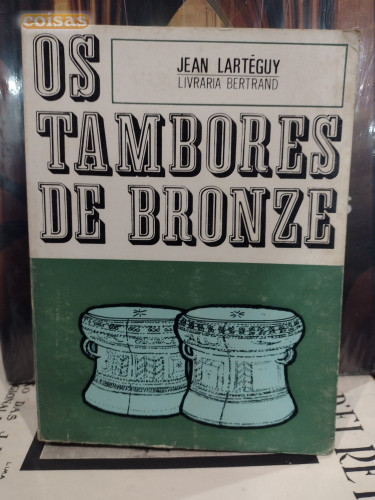 coisas
OS
JEAN LARTÉGUY
LIVRARIA BERTRAND
TAMBORES
DE BRONZE